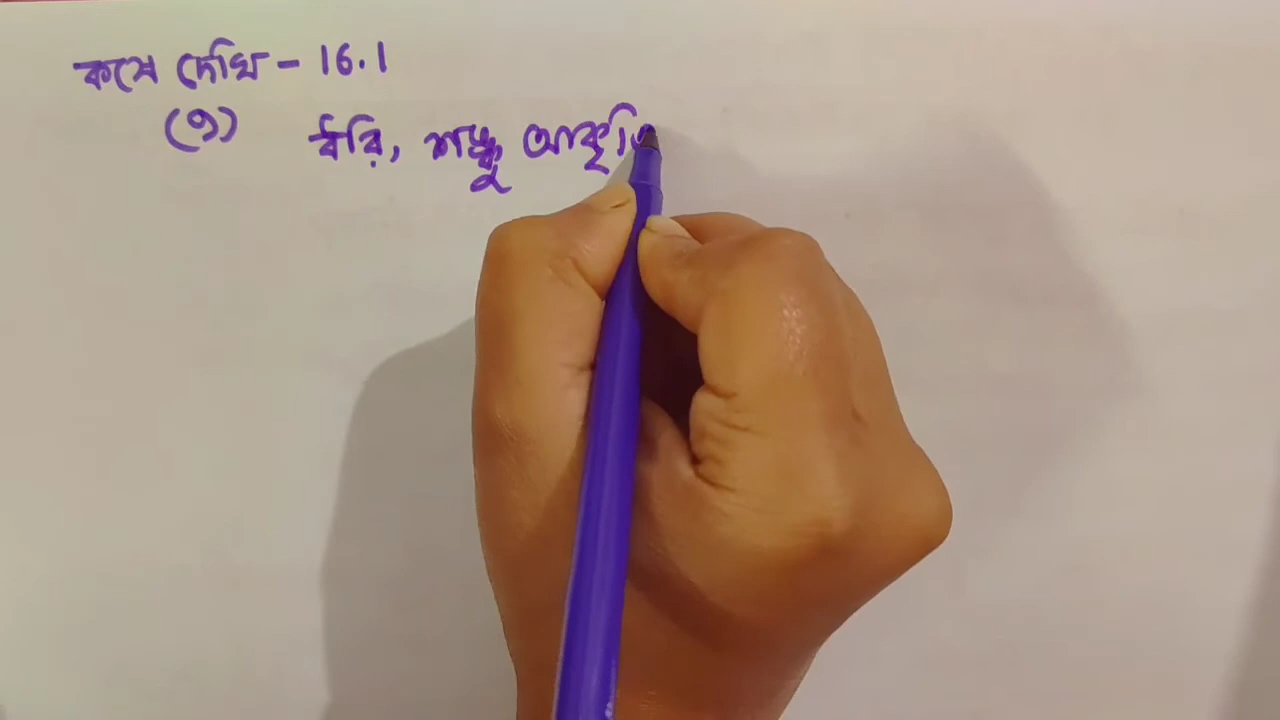 কষে দেখি - 16.1
(৩) ধরি, শঙ্কু আকৃতি